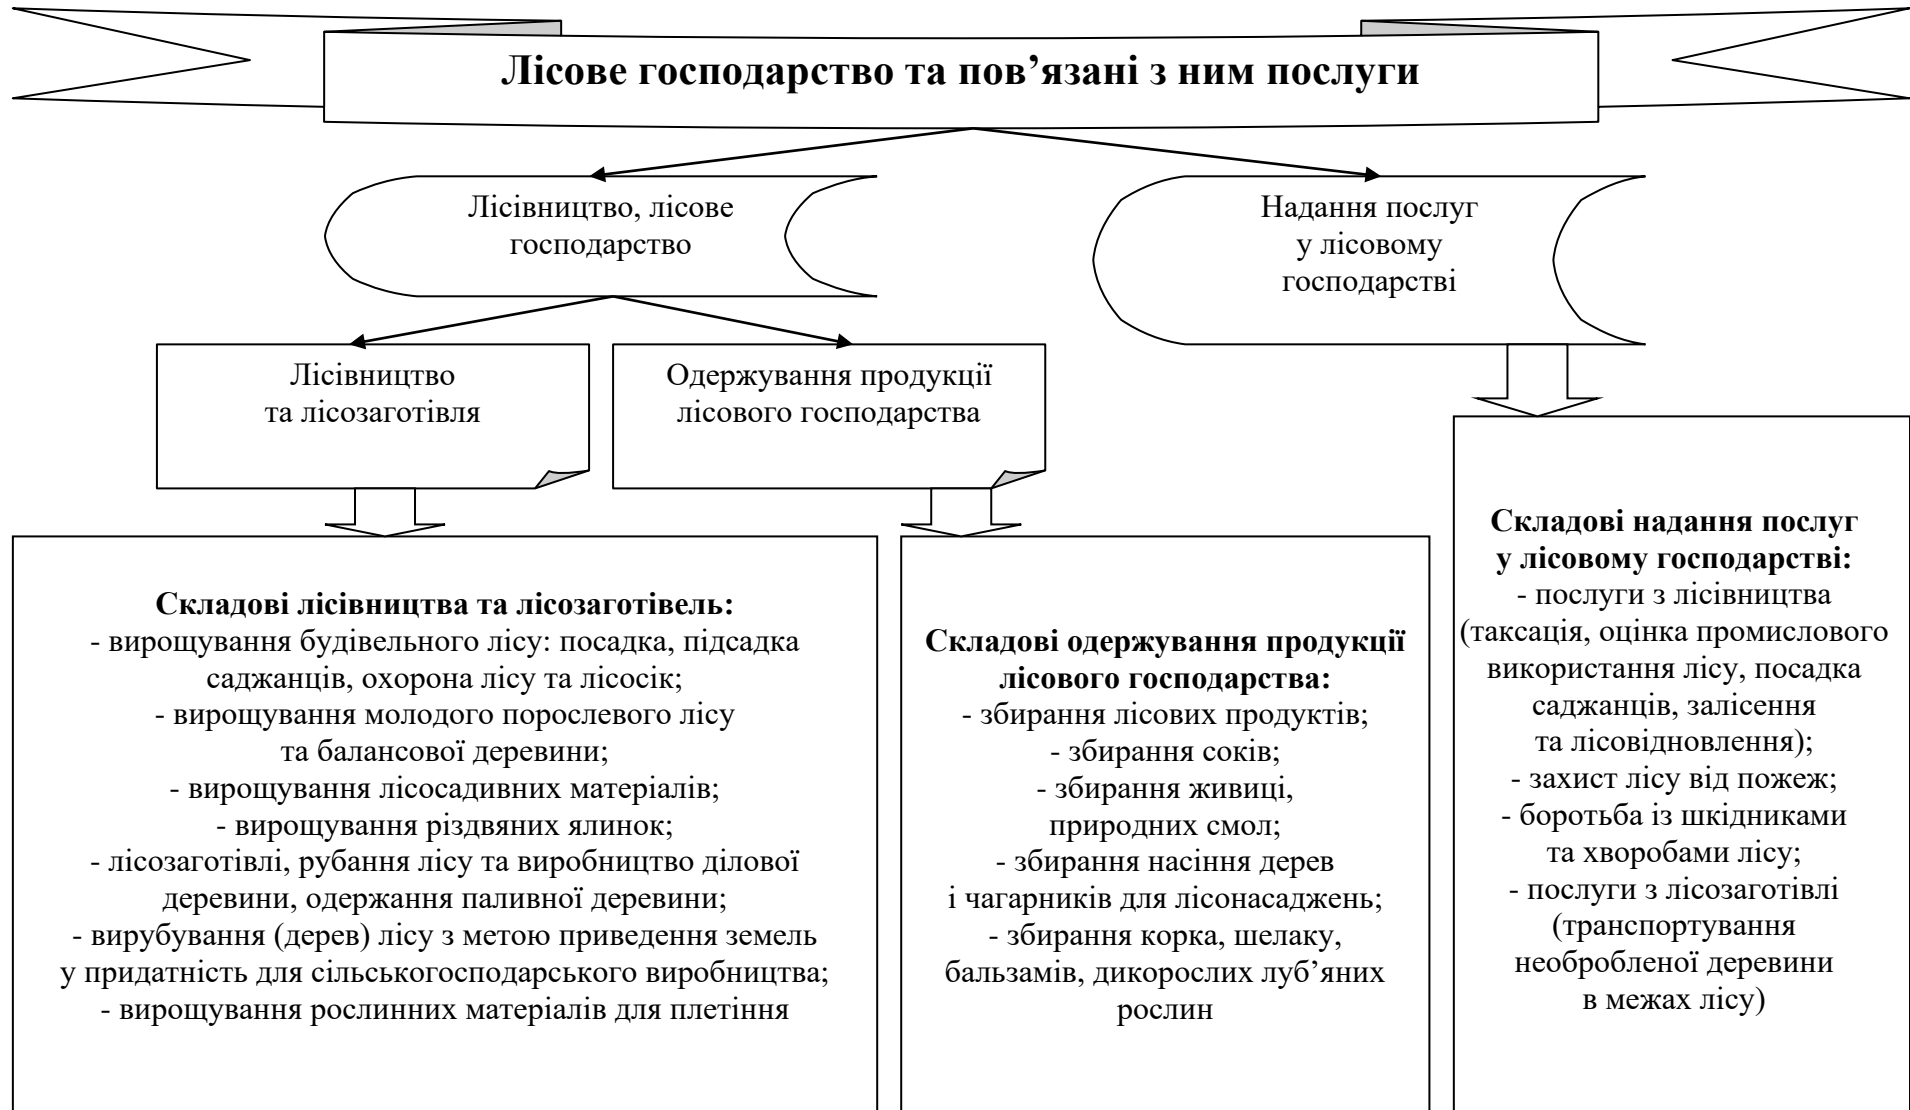 Лісове господарство та пов’язані з ним послуги
Лісівництво, лісове
господарство
Надання послуг
у лісовому
господарстві
Лісівництво
та лісозаготівля
Одержування продукції
лісового господарства
Складові лісівництва та лісозаготівель:
- вирощування будівельного лісу: посадка, підсадка
саджанців, охорона лісу та лісосік;
- вирощування молодого порослевого лісу
та балансової деревини;
- вирощування лісосадивних матеріалів;
- вирощування різдвяних ялинок;
- лісозаготівлі, рубання лісу та виробництво ділової
деревини, одержання паливної деревини;
- вирубування (дерев) лісу з метою приведення земель
у придатність для сільськогосподарського виробництва;
- вирощування рослинних матеріалів для плетіння
Складові одержування продукції
лісового господарства:
- збирання лісових продуктів;
- збирання соків;
- збирання живиці,
природних смол;
- збирання насіння дерев
і чагарників для лісонасаджень;
- збирання корка, шелаку,
бальзамів, дикорослих луб’яних
рослин
Складові надання послуг
у лісовому господарстві:
- послуги з лісівництва
(таксація, оцінка промислового
використання лісу, посадка
саджанців, залісення
та лісовідновлення);
- захист лісу від пожеж;
- боротьба із шкідниками
та хворобами лісу;
- послуги з лісозаготівлі
(транспортування
необробленої деревини
в межах лісу)